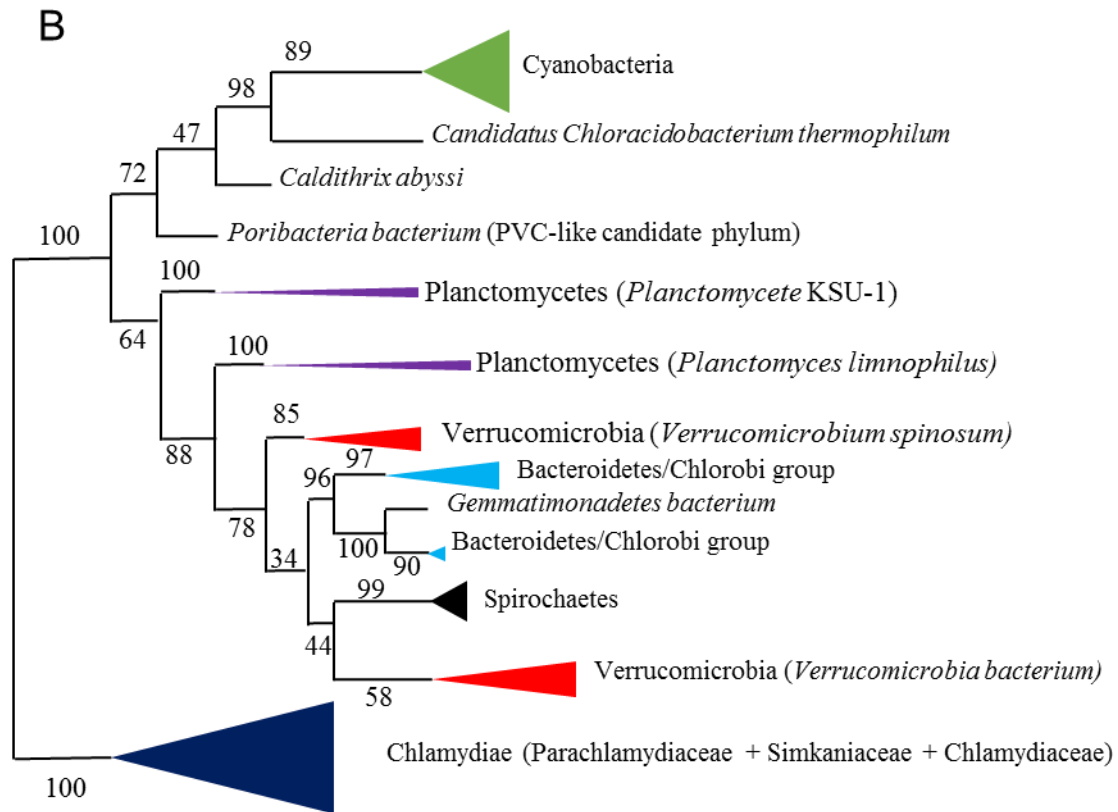 B
89
Cyanobacteria
98
Candidatus Chloracidobacterium thermophilum
47
Caldithrix abyssi
72
Poribacteria bacterium (PVC-like candidate phylum)
100
100
Planctomycetes (Planctomycete KSU-1)
64
100
Planctomycetes (Planctomyces limnophilus)
88
85
Verrucomicrobia (Verrucomicrobium spinosum)
97
Bacteroidetes/Chlorobi group
96
Gemmatimonadetes bacterium
78
100
Bacteroidetes/Chlorobi group
90
34
99
Spirochaetes
44
Verrucomicrobia (Verrucomicrobia bacterium)
58
Chlamydiae (Parachlamydiaceae + Simkaniaceae + Chlamydiaceae)
100